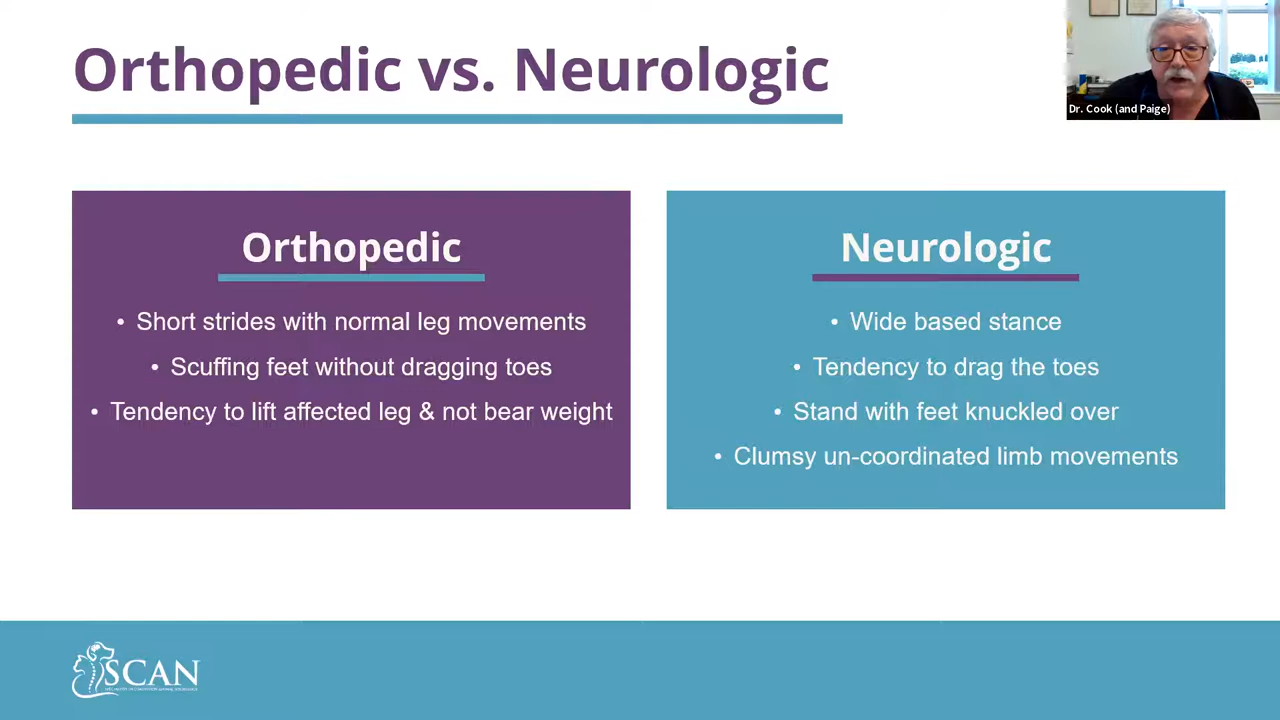 Orthopedic vs. Neurologic
Dr. Cook (and Paige)
Orthopedic
• Short strides with normal leg movements
• Scuffing feet without dragging toes
• Tendency to lift affected leg & not bear weight
Neurologic
• Wide based stance
• Tendency to drag the toes
• Stand with feet knuckled over
• Clumsy un-coordinated limb movements
SCAN